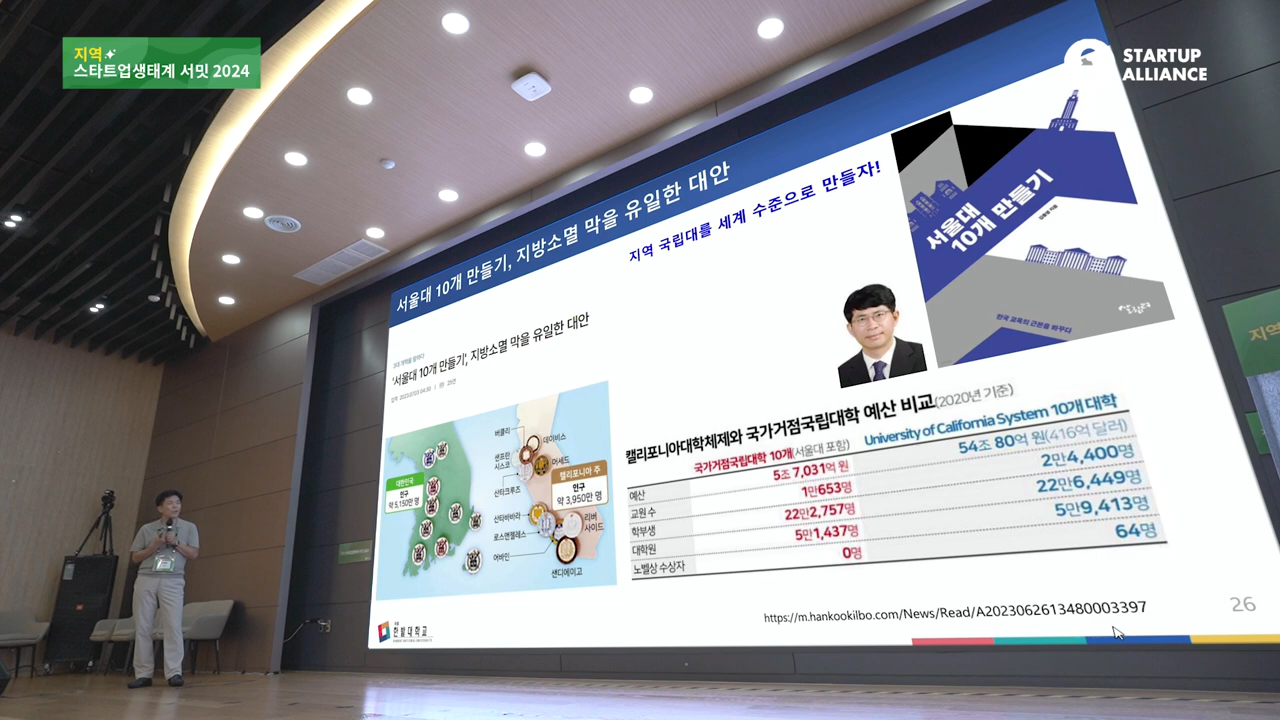 지역
스타트업생태계 서밋 2024
STARTUP
ALLIANCE
서울대 10개 만들기, 지방소멸 막을 유일한 대안
지역 국립대를 세계 수준으로 만들자!
서울대
10개 만들기
한국 교육의 근본을 바꾸다
'서울대 10개 만들기', 지방소멸 막을 유일한 대안
대한민국
인구
약 5,150만 명
버클리
데이비스
샌프란
시스코
머세드
산타크루즈
캘리포니아 주
인구
약 3,950만 명
산타바바라
로스앤젤레스
리버
사이드
어바인
샌디에이고
캘리포니아대학체제와 국가거점국립대학 예산 비교(2020년 기준)
국가거점국립대학 10개(서울대 포함) University of California System 10개 대학
예산 5조 7,031억 원 54조 80억 원(416억 달러)
교원 수 1만653명 2만4,400명
학부생 22만2,757명 22만6,449명
대학원 5만1,437명 5만9,413명
노벨상 수상자 0명 64명
https://m.hankookilbo.com/News/Read/A2023062613480003397
한밭대학교
26
지역